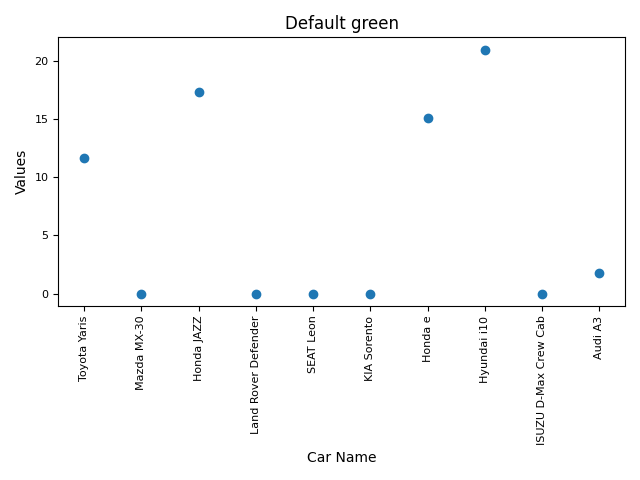 Default green
Values
20
15
10
5
0
Toyota Yaris
Mazda MX-30
Honda JAZZ
Land Rover Defender
SEAT Leon
KIA Sorento
Honda e
Hyundai i10
ISUZU D-Max Crew Cab
Audi A3
Car Name